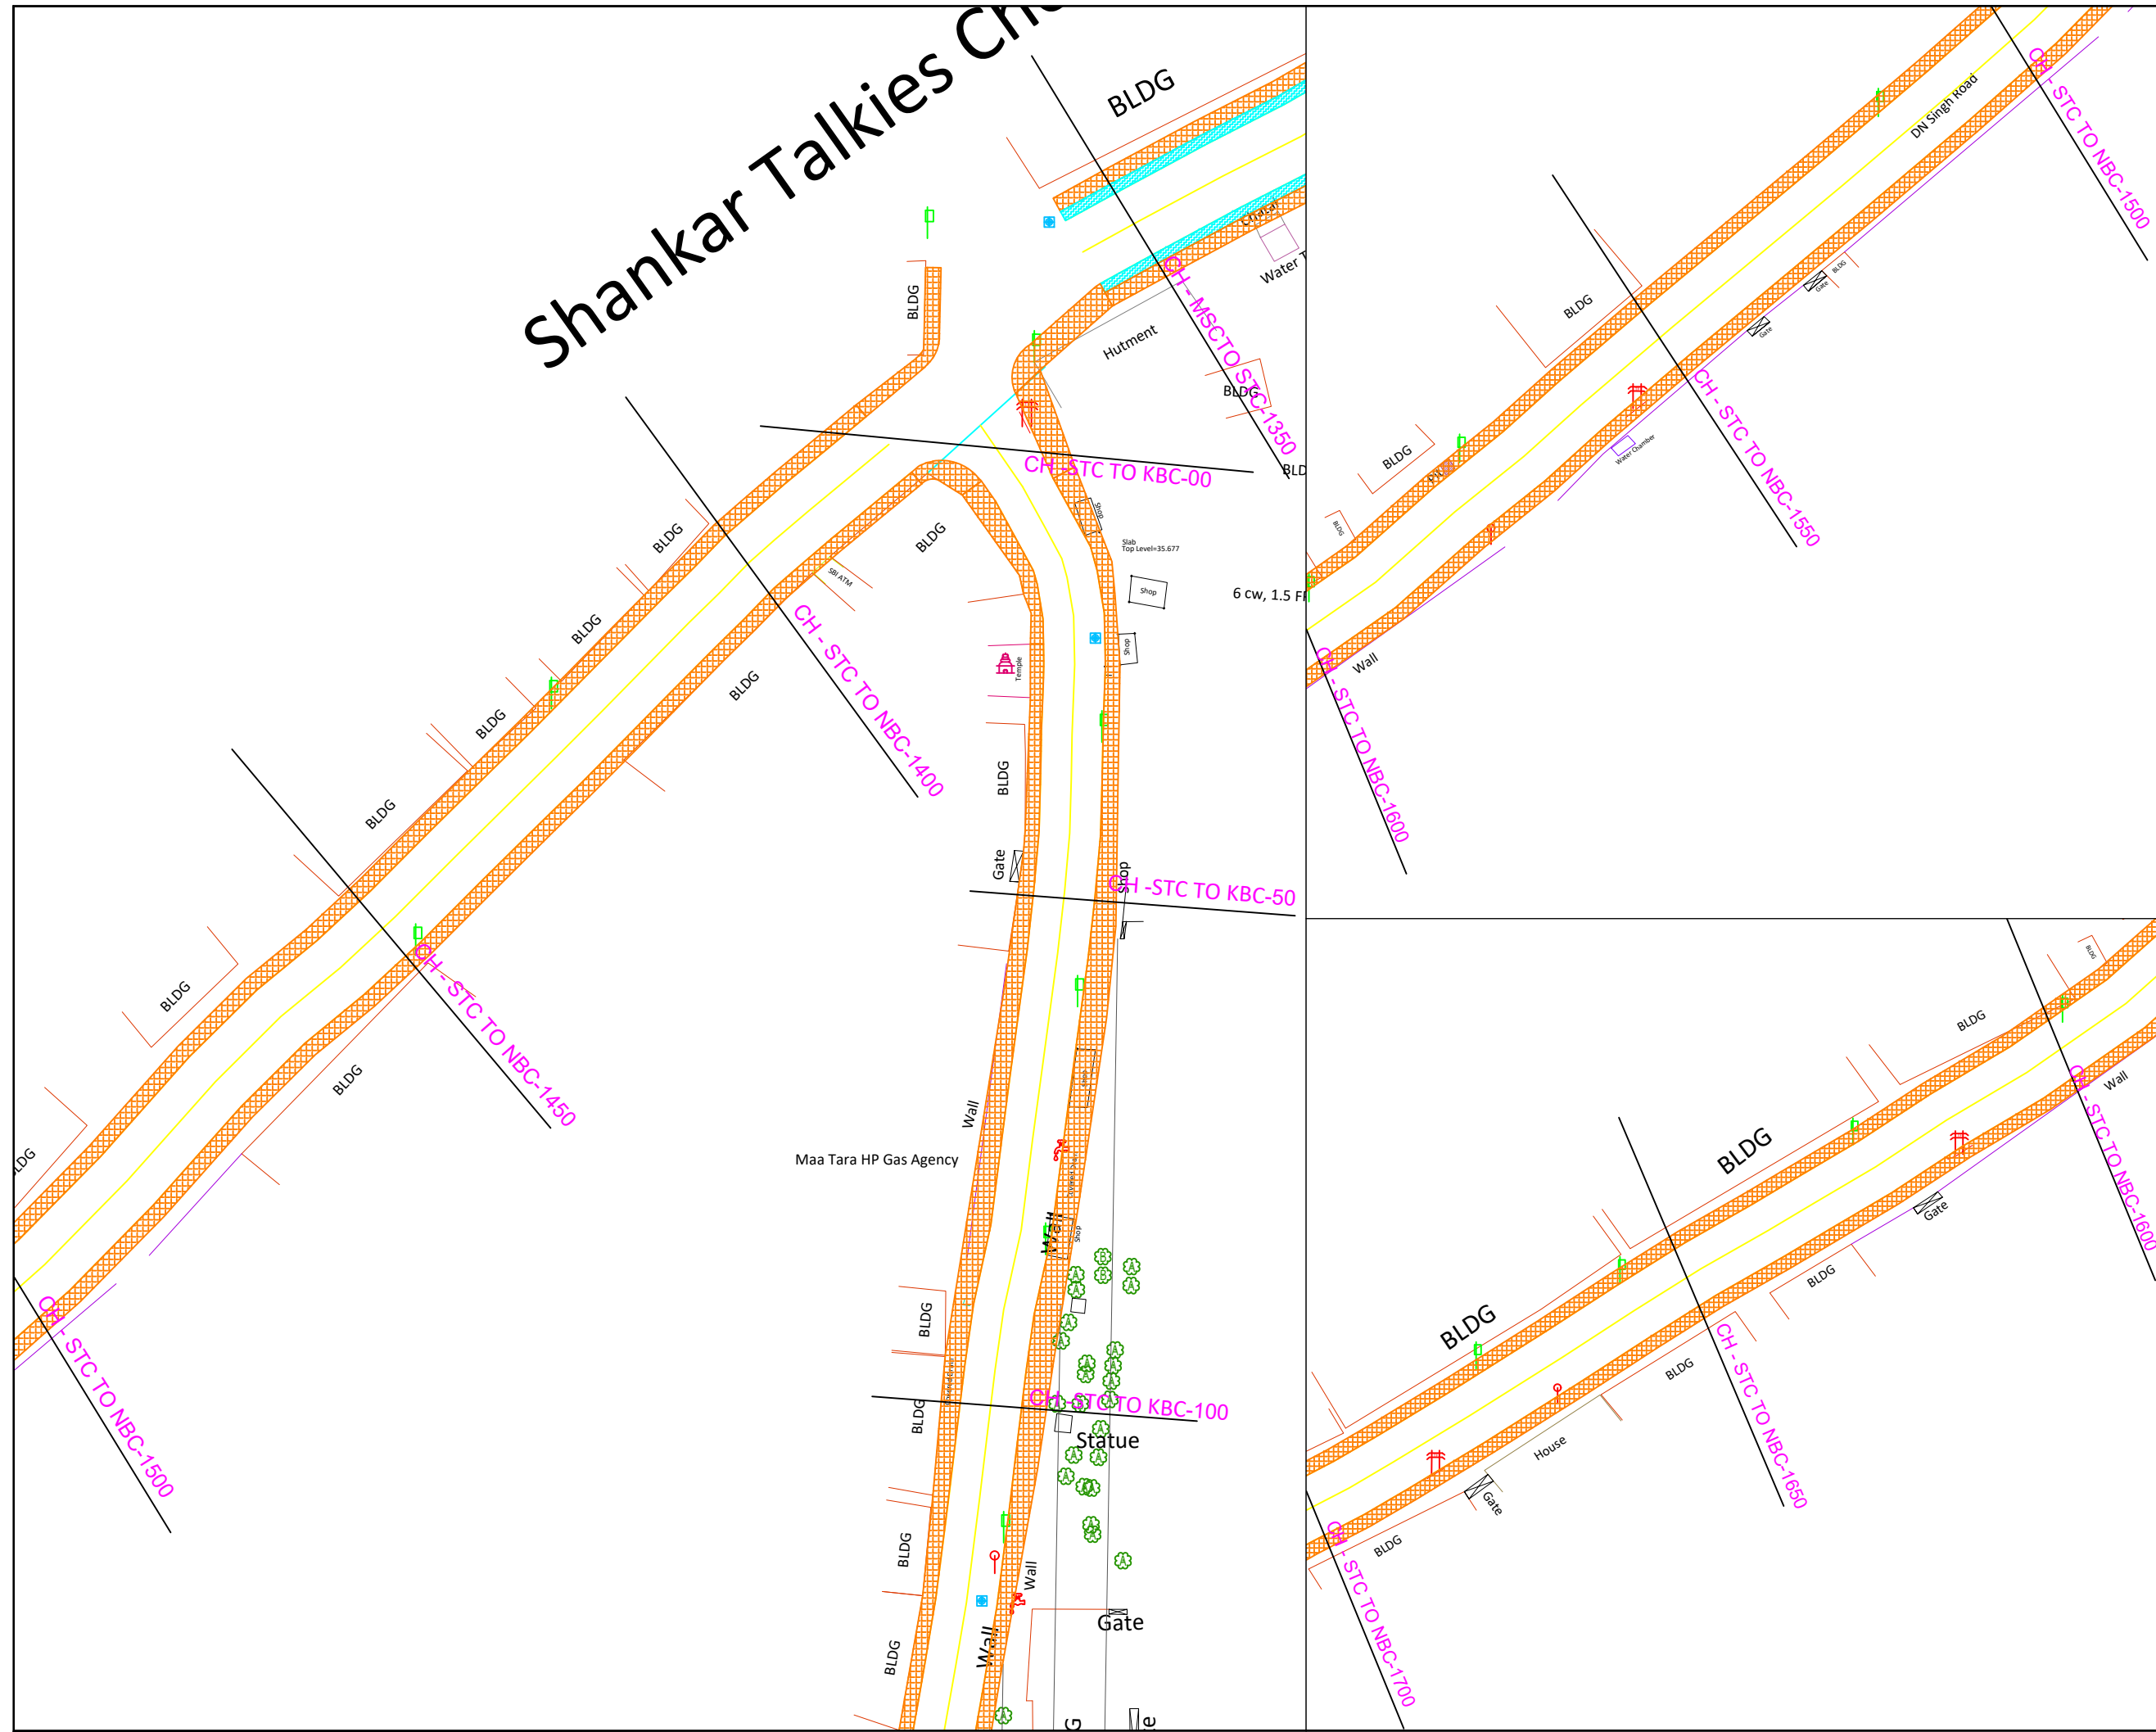 Shankar Talkies
BLDG
Water
Hutment
BLDG
CH - MSCTO STC-1350
BLDG
CH -STC TO KBC-00
Shop
Slab
Top Level=35.677
BLDG
BLDG
SBI ATM
Shop
6 cw, 1.5
CH - STC TO NBC-1400
BLDG
Shop
Temple
BLDG
BLDG
BLDG
BLDG
Gate
Shop
CH -STC TO KBC-50
CH - STC TO NBC-1450
BLDG
BLDG
Shop
Wall
Maa Tara HP Gas Agency
Wall
Shop
B
A
A
B
A
A
A
A
BLDG
A
A
A
A
A
CH - STC TO NBC-1500
CH -STC TO KBC-100
BLDG
Statue
A
A
A
A
A
A
A
A
BLDG
Wall
Gate
Wall
BLDG
A
CH - STC TO NBC-1500
DN Singh Road
BLDG
Gate
BLDG
Gate
CH - STC TO NBC-1550
BLDG
Pit
Water Chamber
BLDG
Wall
CH - STC TO NBC-1600
BLDG
BLDG
Wall
CH - STC TO NBC-1600
BLDG
Gate
BLDG
BLDG
CH - STC TO NBC-1650
BLDG
House
Gate
BLDG
CH - STC TO NBC-1700